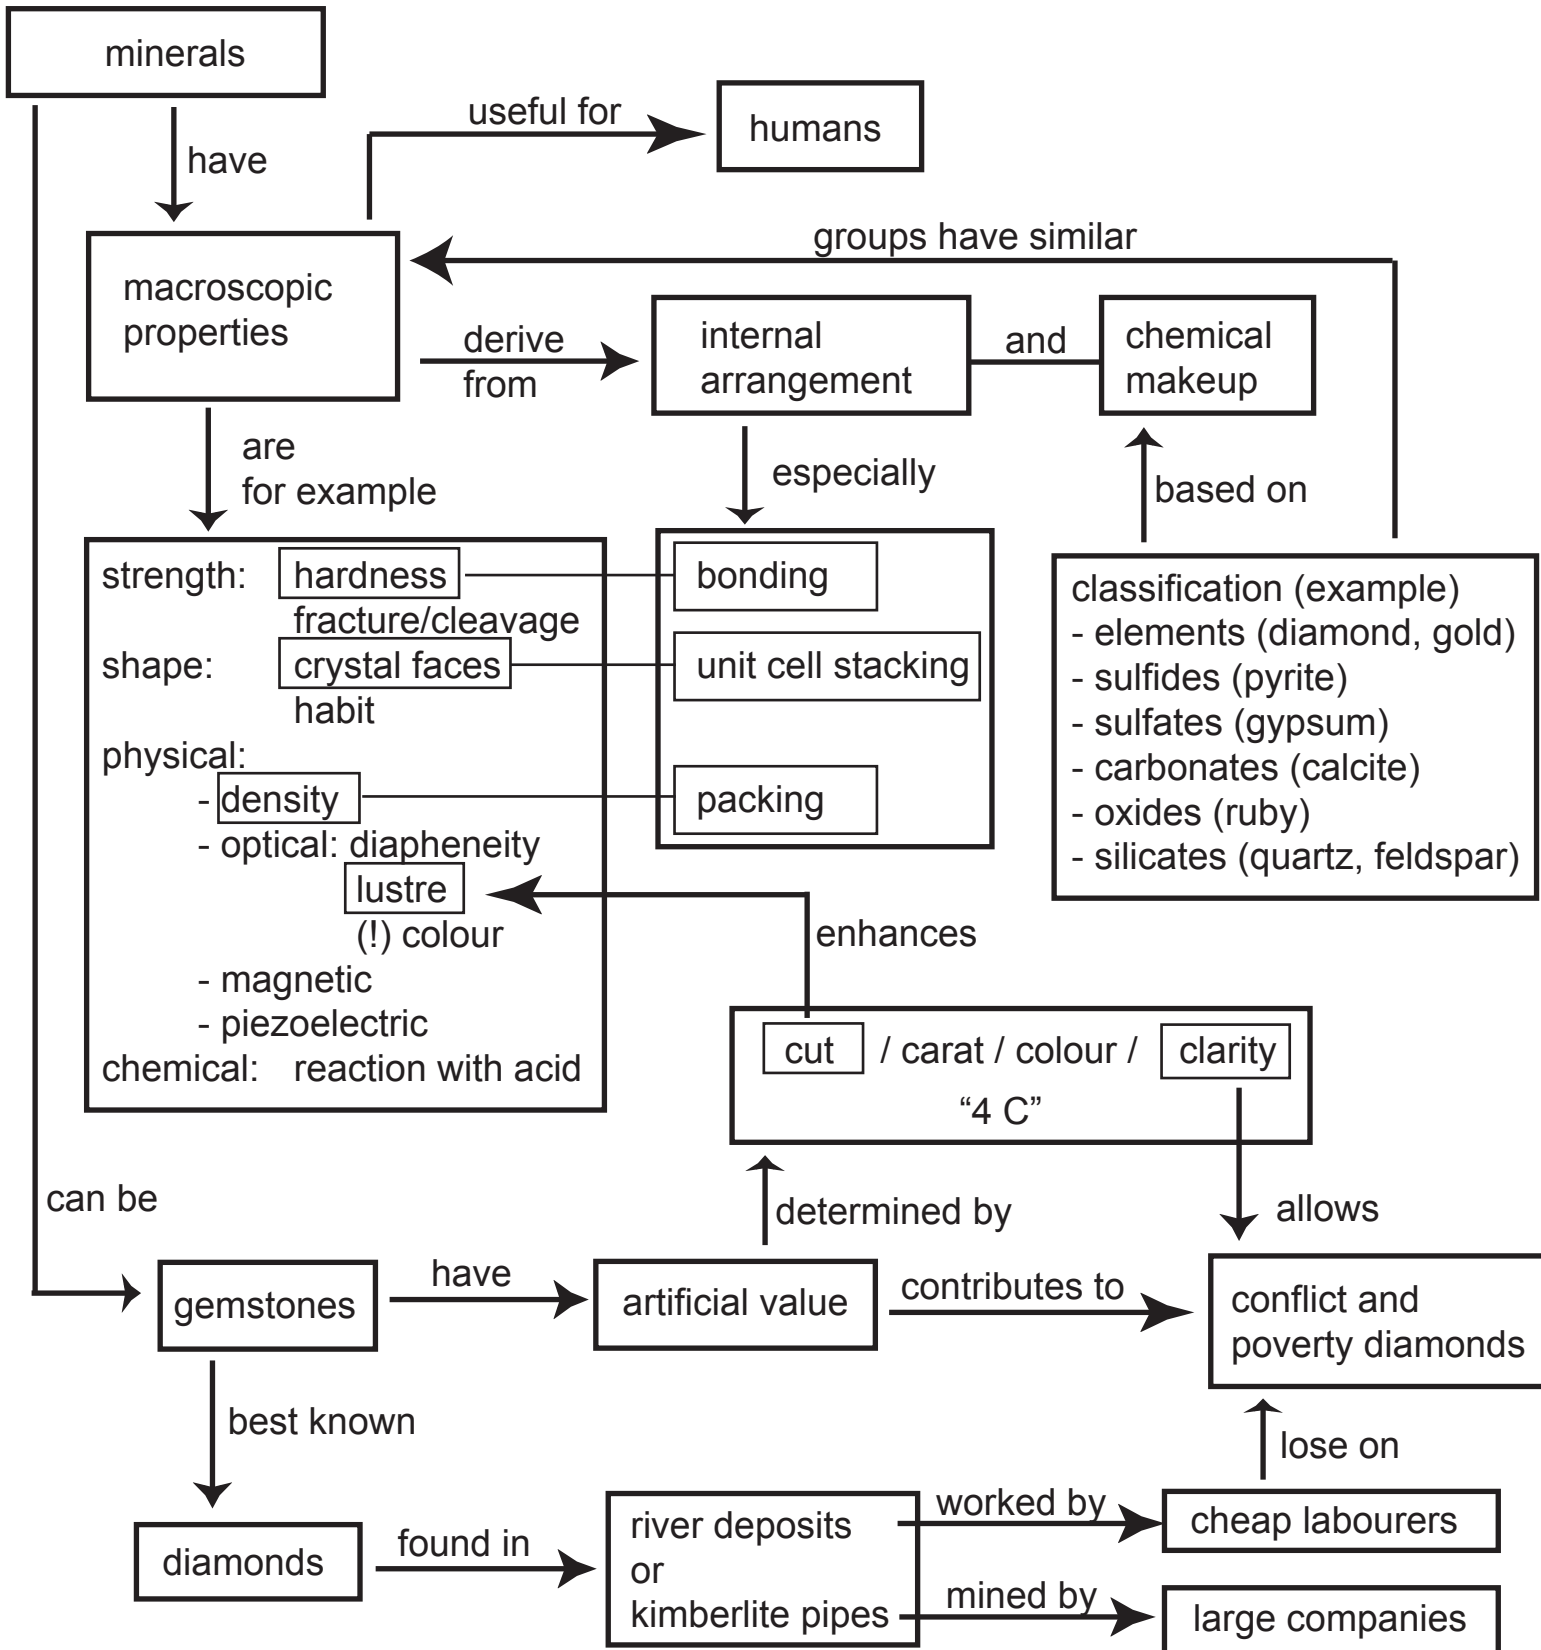 minerals
useful for
humans
have
groups have similar
macroscopic
properties
derive
from
internal
arrangement
and
chemical
makeup
are
for example
especially
based on
strength: hardness
fracture/cleavage
shape: crystal faces
habit
physical:
- density
- optical: diapheneity
lustre
(!) colour
- magnetic
- piezoelectric
chemical: reaction with acid
bonding
unit cell stacking
packing
classification (example)
- elements (diamond, gold)
- sulfides (pyrite)
- sulfates (gypsum)
- carbonates (calcite)
- oxides (ruby)
- silicates (quartz, feldspar)
enhances
cut / carat / colour / clarity
“4 C”
can be
determined by
allows
gemstones
have
artificial value
contributes to
conflict and
poverty diamonds
best known
lose on
diamonds
found in
river deposits
or
kimberlite pipes
worked by
cheap labourers
mined by
large companies